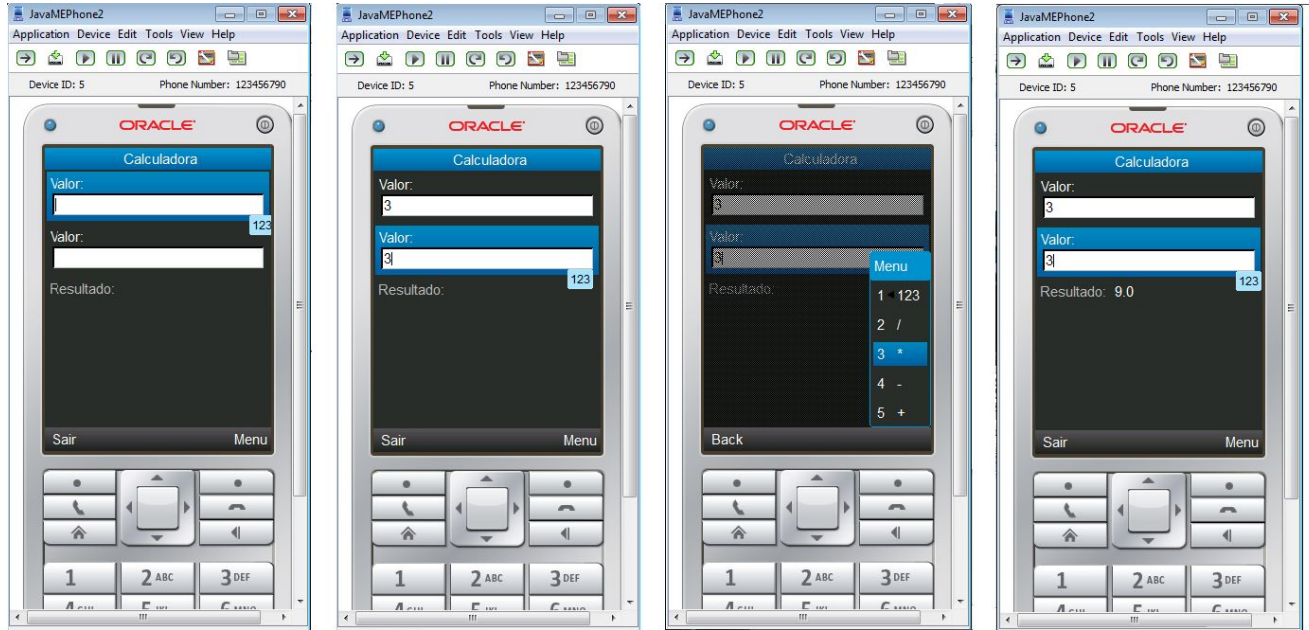 JavaMEPhone2
Application Device Edit Tools View Help
Device ID: 5 Phone Number: 123456790
ORACLE
Calculadora
Valor:
123
Valor:
Resultado:
Sair Menu
1 2 ABC 3 DEF
JavaMEPhone2
Application Device Edit Tools View Help
Device ID: 5 Phone Number: 123456790
ORACLE
Calculadora
Valor:
3
Valor:
3
123
Resultado:
Sair Menu
1 2 ABC 3 DEF
JavaMEPhone2
Application Device Edit Tools View Help
Device ID: 5 Phone Number: 123456790
ORACLE
Calculadora
Valor:
3
Valor:
3
Menu
Resultado:
1 123
2 /
3 *
4 -
5 +
Back
1 2 ABC 3 DEF
JavaMEPhone2
Application Device Edit Tools View Help
Device ID: 5 Phone Number: 123456790
ORACLE
Calculadora
Valor:
3
Valor:
3
123
Resultado: 9.0
Sair Menu
1 2 ABC 3 DEF